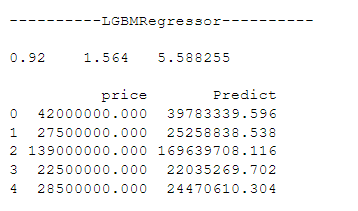 ----------LGBMRegressor----------
0.92 1.564 5.588255
price Predict
0 42000000.000 39783339.596
1 27500000.000 25258838.538
2 139000000.000 169639708.116
3 22500000.000 22035269.702
4 28500000.000 24470610.304